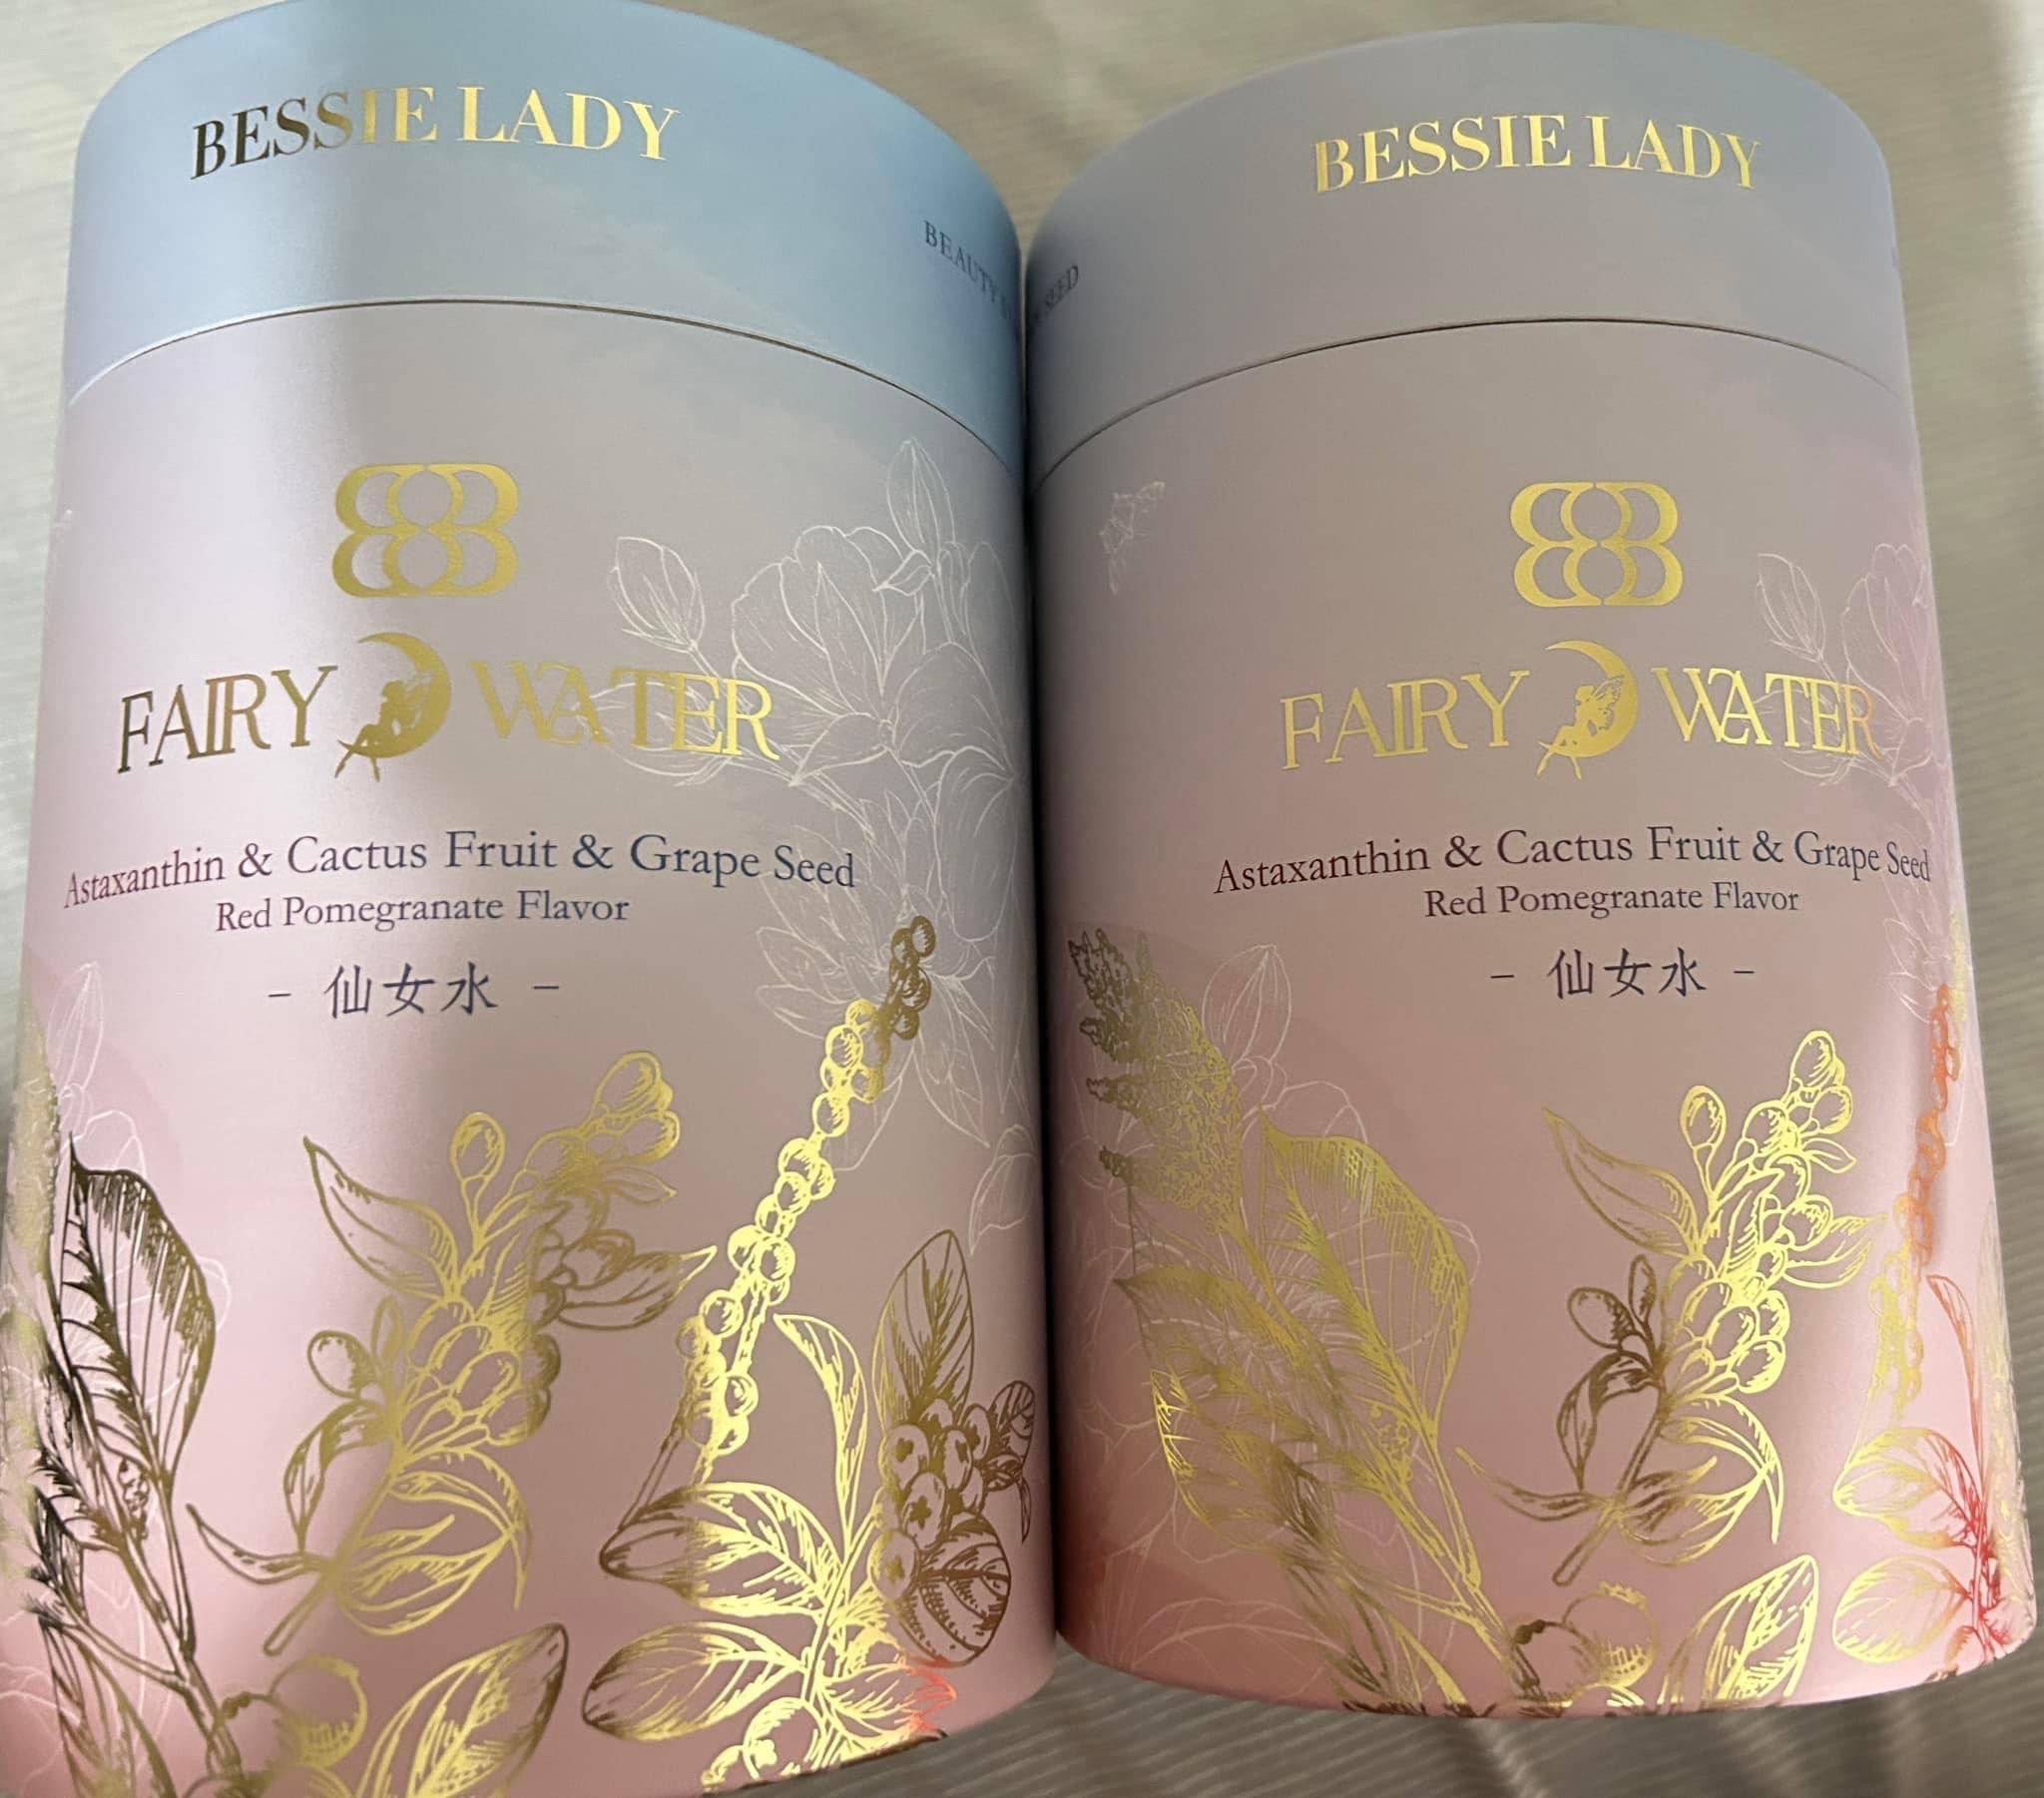 BESSIE LADY
BEAUTY
FAIRY WATER
Astaxanthin & Cactus Fruit & Grape Seed
Red Pomegranate Flavor
- 仙女水 -
BESSIE LADY
SEED
FAIRY WATER
Astaxanthin & Cactus Fruit & Grape Seed
Red Pomegranate Flavor
- 仙女水 -